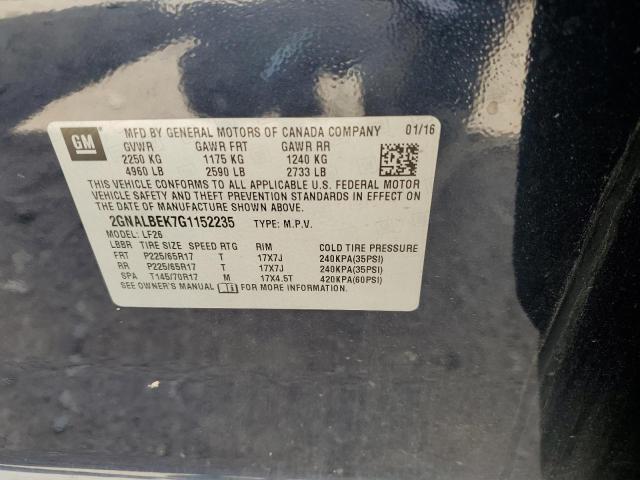 GM
MFD BY GENERAL MOTORS OF CANADA COMPANY 01/16
GVWR GAWR FRT GAWR RR
2250 KG 1175 KG 1240 KG
4960 LB 2590 LB 2733 LB
THIS VEHICLE CONFORMS TO ALL APPLICABLE U.S. FEDERAL MOTOR
VEHICLE SAFETY AND THEFT PREVENTION STANDARDS IN EFFECT
ON THE DATE OF MANUFACTURE SHOWN ABOVE.
2GNALBEK7G1152235 TYPE: M.P.V.
MODEL: LF26
LBBR TIRE SIZE SPEED RTG RIM COLD TIRE PRESSURE
FRT P225/65R17 T 17X7J 240KPA(35PSI)
RR P225/65R17 T 17X7J 240KPA(35PSI)
SPA T145/70R17 M 17X4.5T 420KPA(60PSI)
SEE OWNER'S MANUAL FOR MORE INFORMATION.